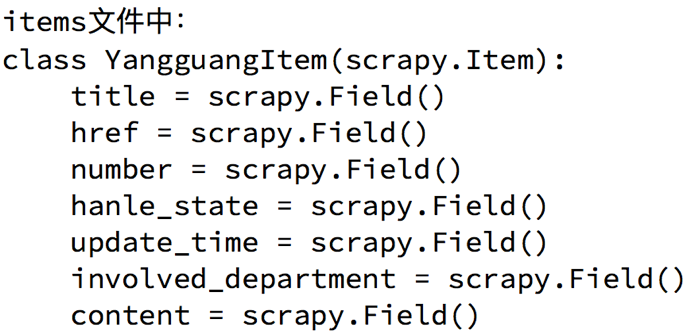 items文件中：
class YangguangItem(scrapy.Item):
    title = scrapy.Field()
    href = scrapy.Field()
    number = scrapy.Field()
    hanle_state = scrapy.Field()
    update_time = scrapy.Field()
    involved_department = scrapy.Field()
    content = scrapy.Field()